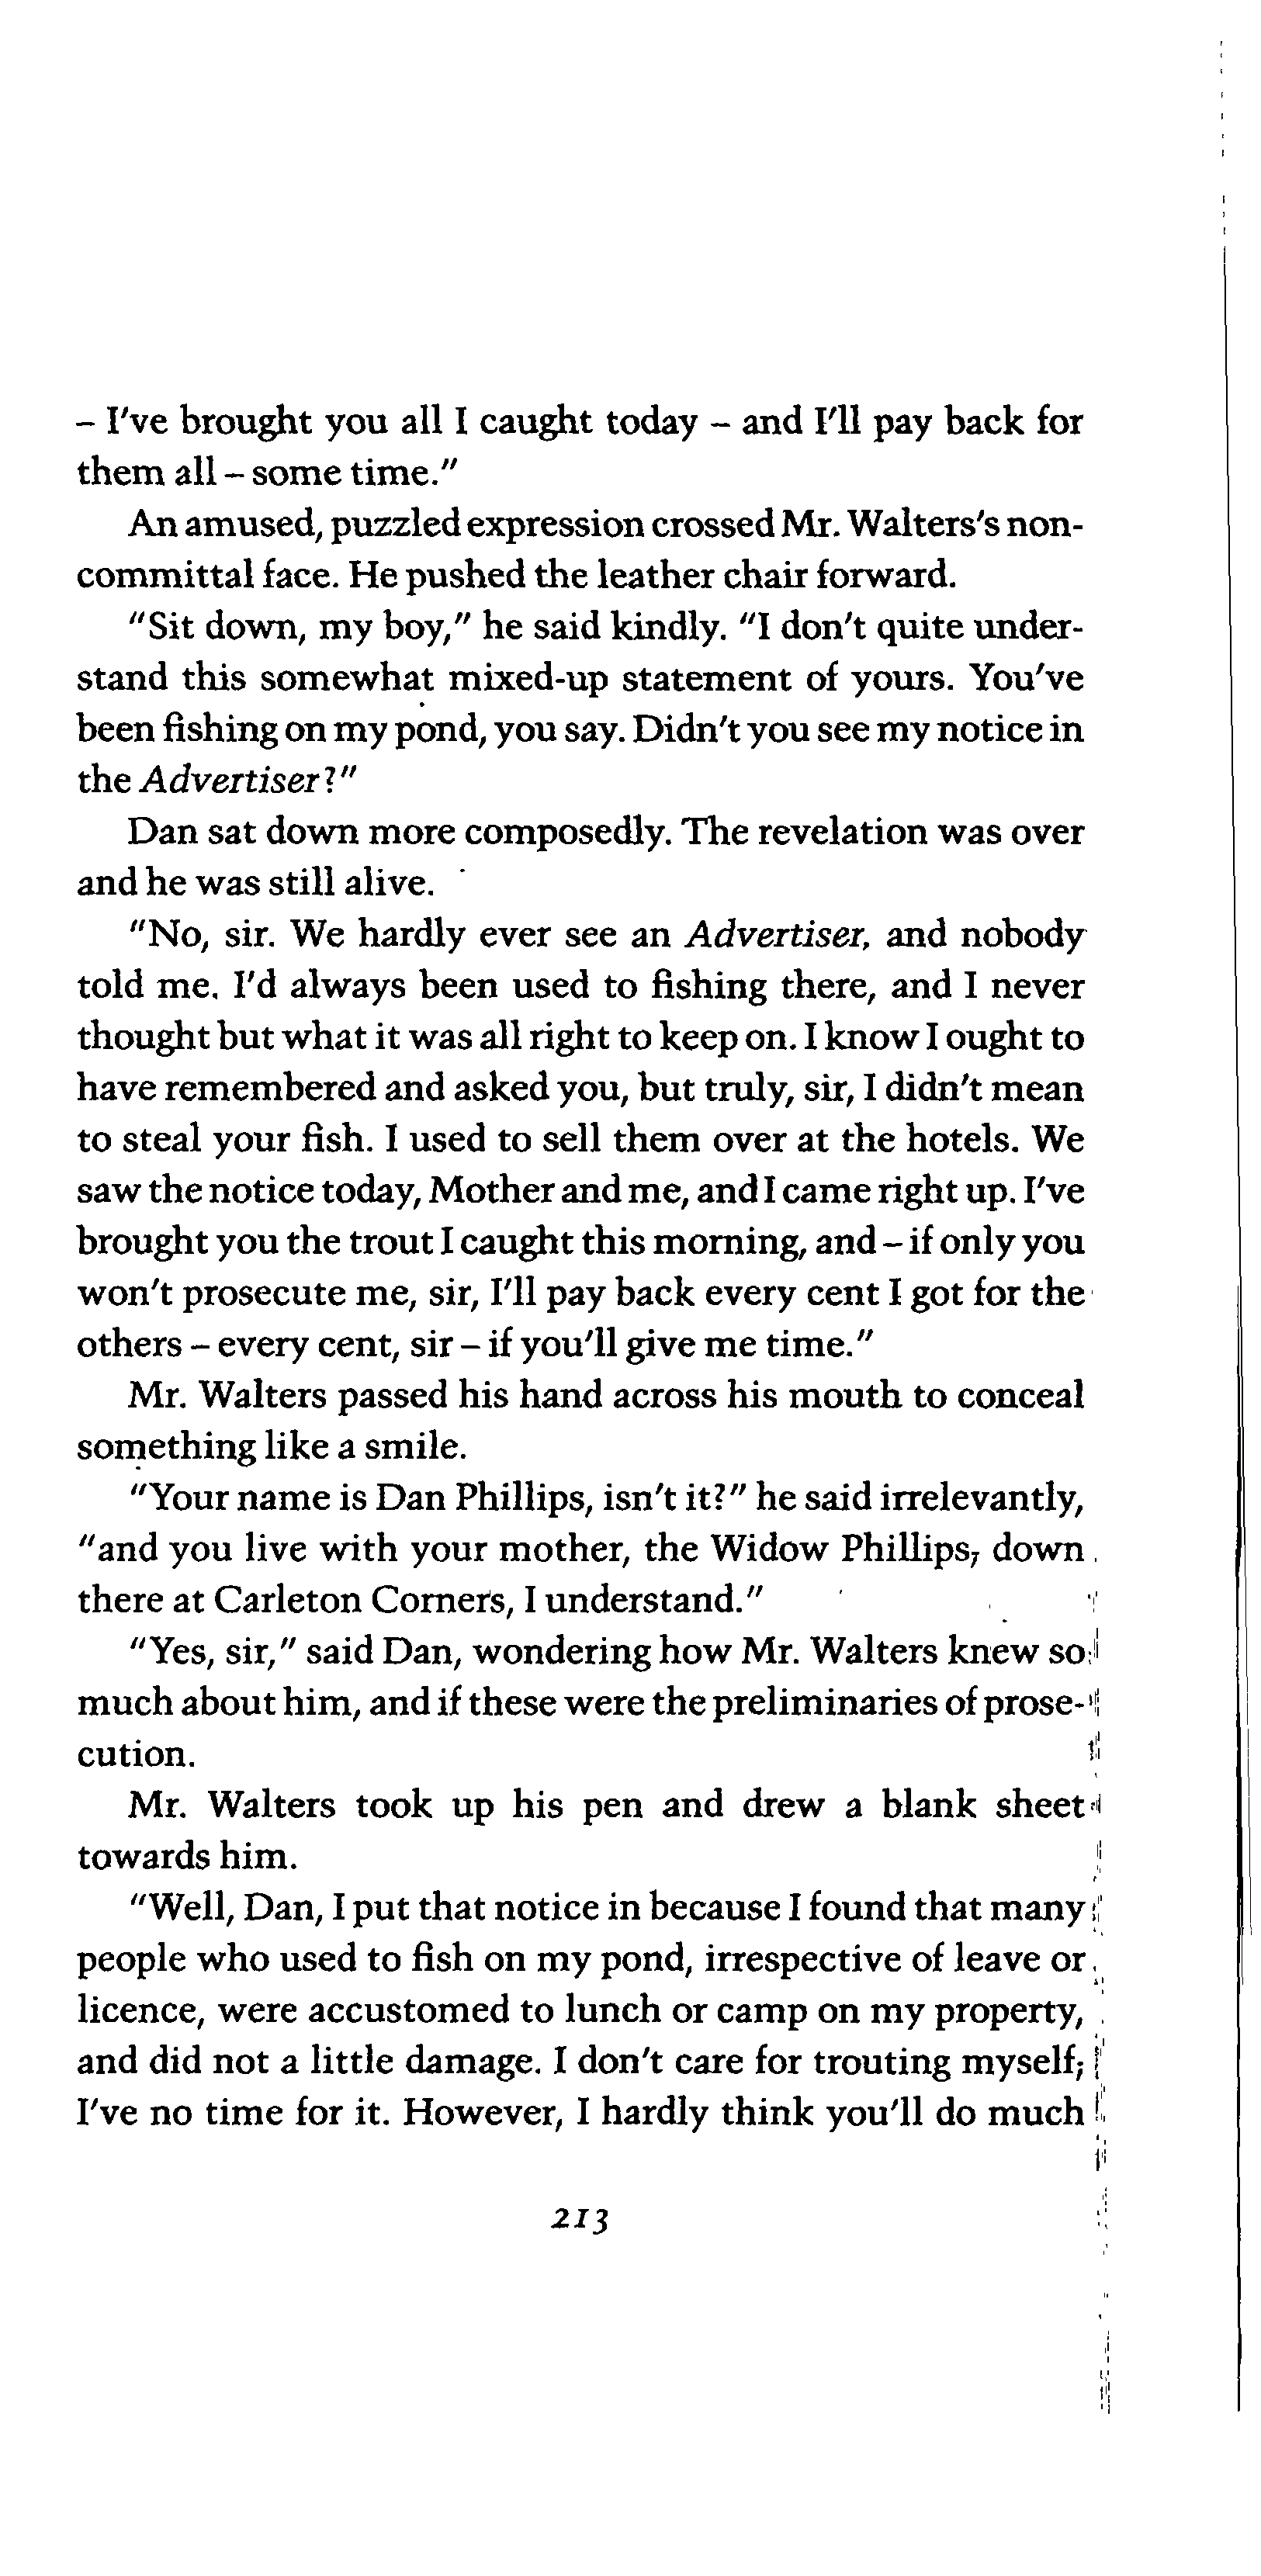 – I've brought you all I caught today – and I'll pay back for
them all – some time."
An amused, puzzled expression crossed Mr. Walters's non-
committal face. He pushed the leather chair forward.
"Sit down, my boy," he said kindly. "I don't quite under-
stand this somewhat mixed-up statement of yours. You've
been fishing on my pond, you say. Didn't you see my notice in
the Advertiser?"
Dan sat down more composedly. The revelation was over
and he was still alive.
"No, sir. We hardly ever see an Advertiser, and nobody
told me. I'd always been used to fishing there, and I never
thought but what it was all right to keep on. I know I ought to
have remembered and asked you, but truly, sir, I didn't mean
to steal your fish. I used to sell them over at the hotels. We
saw the notice today, Mother and me, and I came right up. I've
brought you the trout I caught this morning, and – if only you
won't prosecute me, sir, I'll pay back every cent I got for the
others – every cent, sir – if you'll give me time."
Mr. Walters passed his hand across his mouth to conceal
something like a smile.
"Your name is Dan Phillips, isn't it?" he said irrelevantly,
"and you live with your mother, the Widow Phillips, down
there at Carleton Corners, I understand."
"Yes, sir," said Dan, wondering how Mr. Walters knew so
much about him, and if these were the preliminaries of prose-
cution.
Mr. Walters took up his pen and drew a blank sheet
towards him.
"Well, Dan, I put that notice in because I found that many
people who used to fish on my pond, irrespective of leave or
licence, were accustomed to lunch or camp on my property,
and did not a little damage. I don't care for trouting myself;
I've no time for it. However, I hardly think you'll do much
213